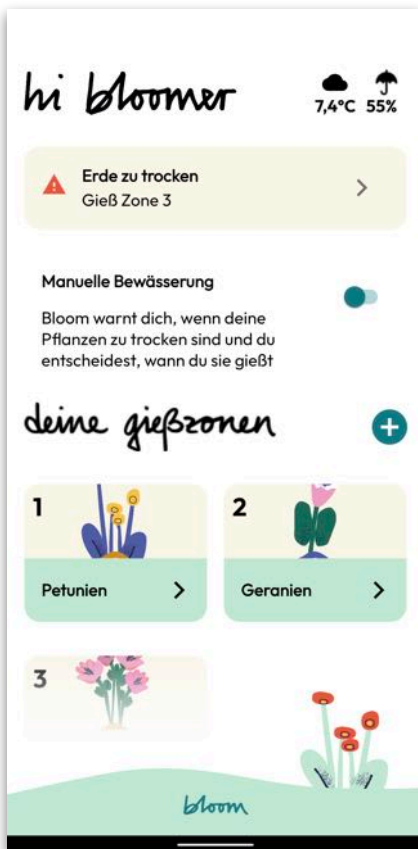 hi bloomer
7,4°C 55%
Erde zu trocken
Gieß Zone 3
Manuelle Bewässerung
Bloom warnt dich, wenn deine
Pflanzen zu trocken sind und du
entscheidest, wann du sie gießt
deine gießzonen
1
2
Petunien
Geranien
3
bloom